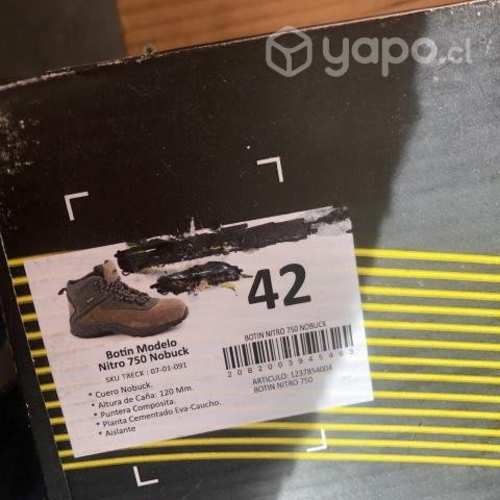 yapo.cl
42
Botín Modelo
Nitro 750 Nobuck
SKU TRECK : 07-01-091
* Cuero Nobuck.
* Altura de Caña: 120 Mm.
* Puntera Composita.
* Planta Cementado Eva-Caucho.
* Aislante
BOTIN NITRO 750 NOBUCK
ARTICULO: 1237854004
BOTIN NITRO 750